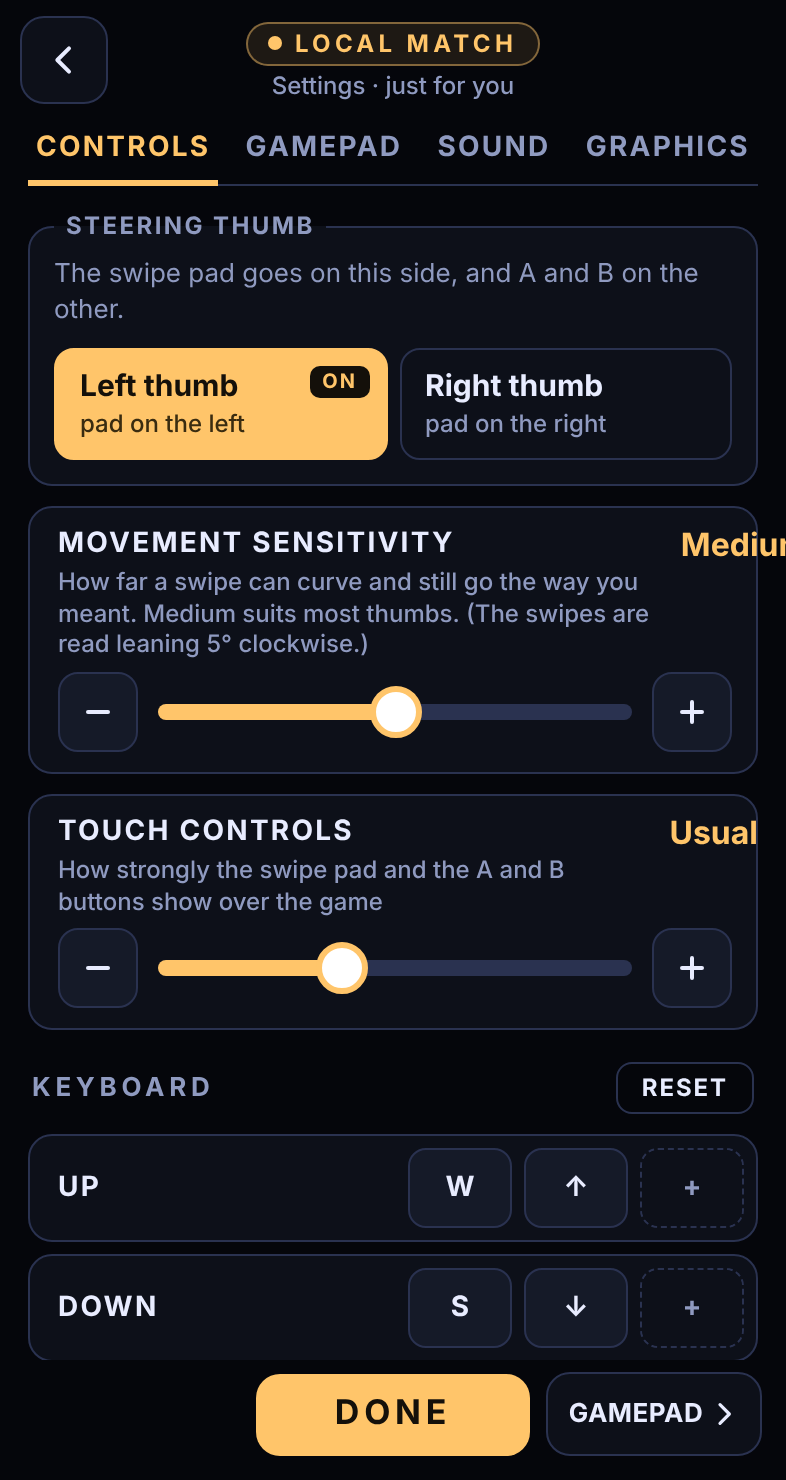 LOCAL MATCH
Settings · just for you
CONTROLS GAMEPAD SOUND GRAPHICS
STEERING THUMB
The swipe pad goes on this side, and A and B on the
other.
Left thumb ON
pad on the left
Right thumb
pad on the right
MOVEMENT SENSITIVITY
How far a swipe can curve and still go the way you
meant. Medium suits most thumbs. (The swipes are
read leaning 5° clockwise.)
− +
TOUCH CONTROLS Usual
How strongly the swipe pad and the A and B
buttons show over the game
− +
KEYBOARD RESET
UP W ↑ +
DOWN S ↓ +
DONE GAMEPAD